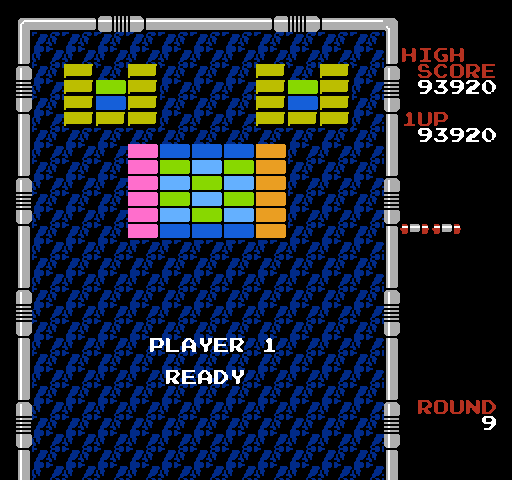 HIGH
SCORE
93920
1UP
93920
PLAYER 1
READY
ROUND
9